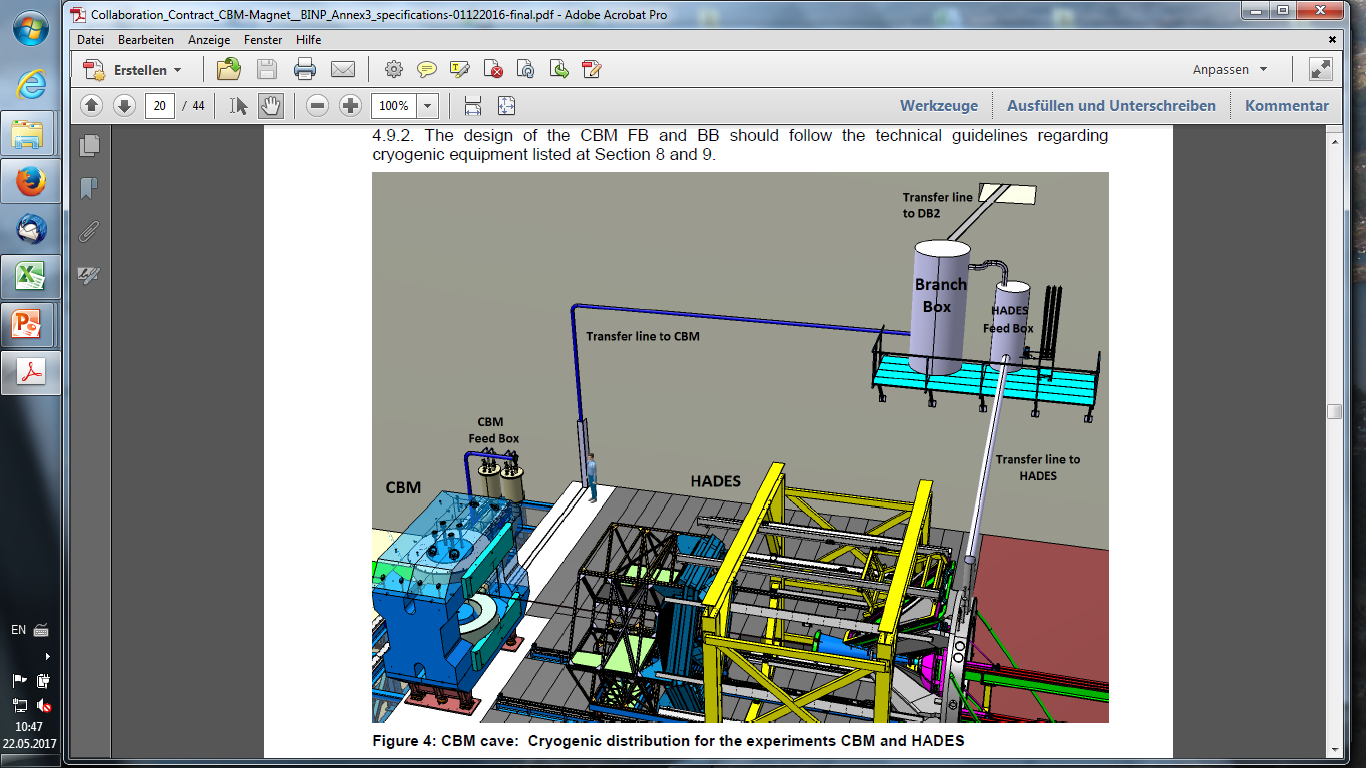 Collaboration_Contract_CBM-Magnet__BINP_Annex3_specifications-01122016-final.pdf - Adobe Acrobat Pro
Datei Bearbeiten Anzeige Fenster Hilfe
Erstellen
Anpassen
20 / 44
100%
Werkzeuge
Ausfüllen und Unterschreiben
Kommentar
4.9.2. The design of the CBM FB and BB should follow the technical guidelines regarding
cryogenic equipment listed at Section 8 and 9.
Transfer line
to DB2
Branch
Box
HADES
Feed Box
Transfer line to CBM
CBM
Feed Box
Transfer line to
HADES
CBM
HADES
Figure 4: CBM cave: Cryogenic distribution for the experiments CBM and HADES
EN
10:47
22.05.2017